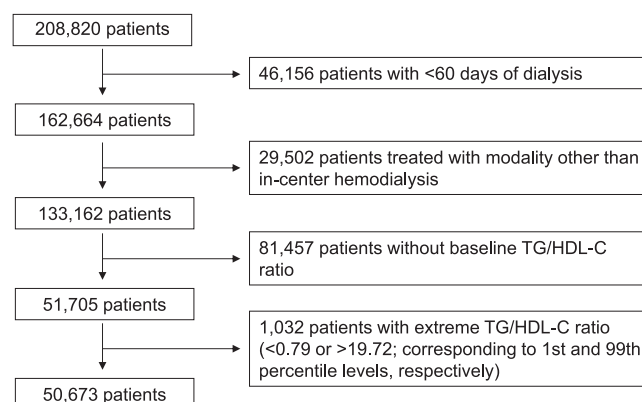 208,820 patients
46,156 patients with <60 days of dialysis
162,664 patients
29,502 patients treated with modality other than
in-center hemodialysis
133,162 patients
81,457 patients without baseline TG/HDL-C
ratio
51,705 patients
1,032 patients with extreme TG/HDL-C ratio
(<0.79 or >19.72; corresponding to 1st and 99th
percentile levels, respectively)
50,673 patients